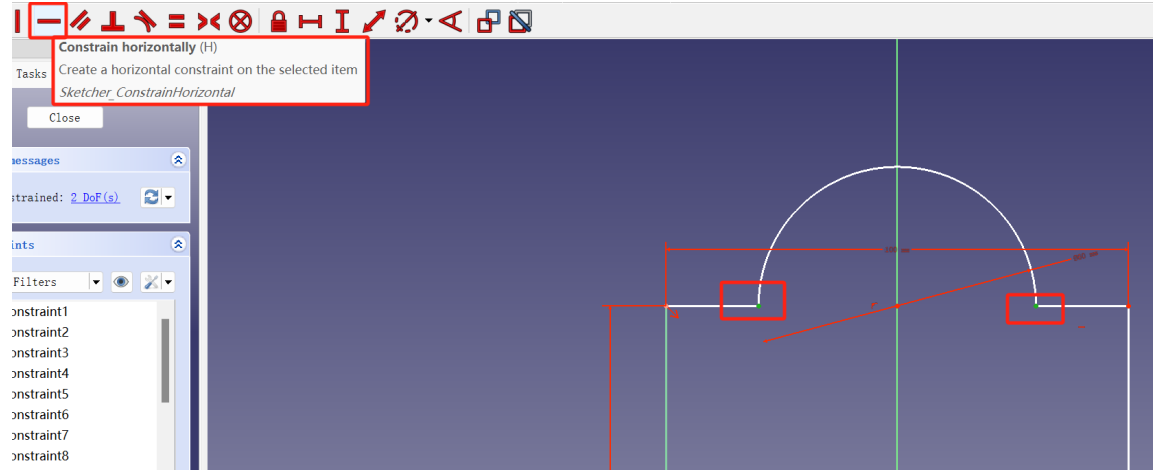 Constrain horizontally (H)
Create a horizontal constraint on the selected item
Sketcher_ConstrainHorizontal
Tasks
Close
messages
strained: 2 DoF(s)
ints
Filters
onstraint1
onstraint2
onstraint3
onstraint4
onstraint5
onstraint6
onstraint7
onstraint8